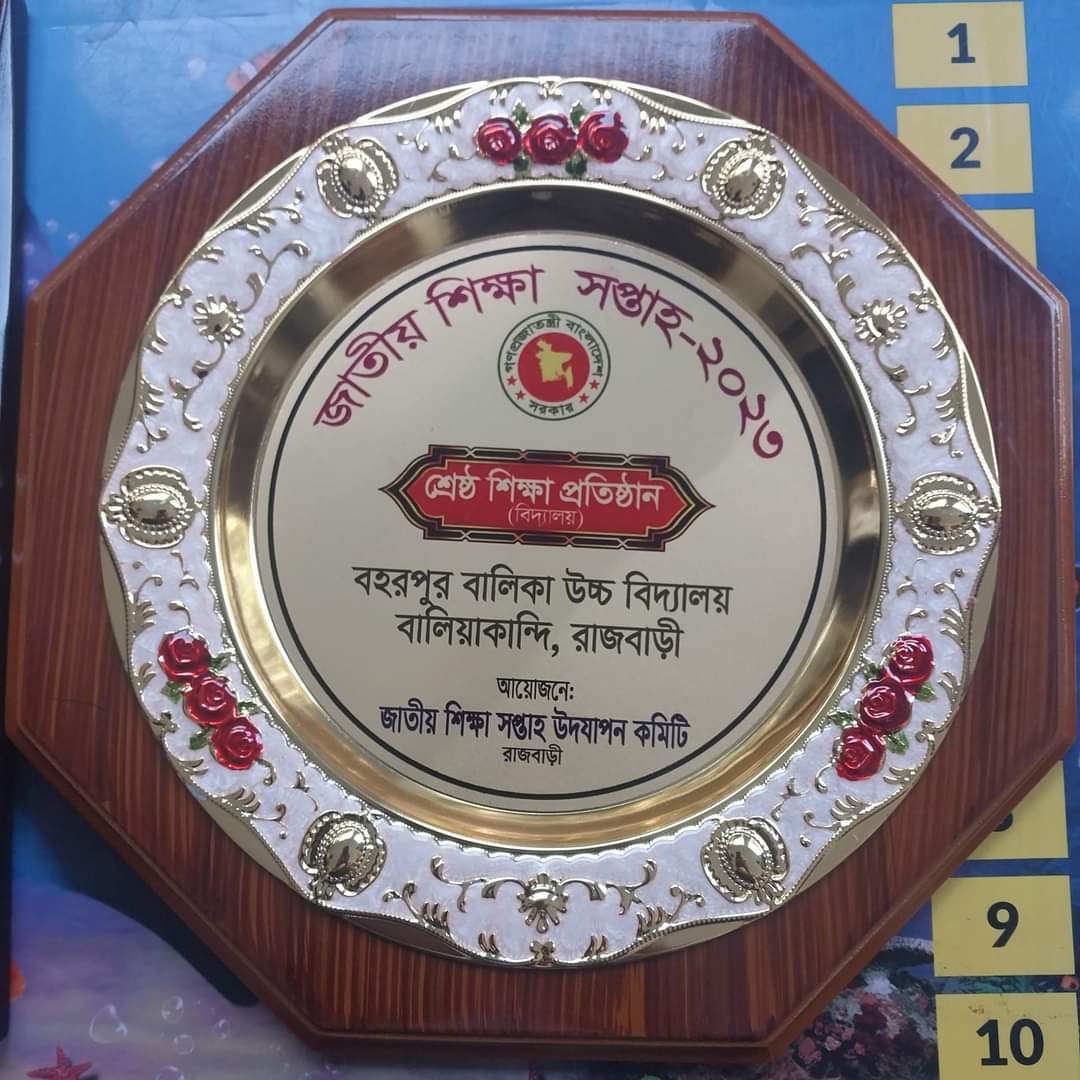 জাতীয় শিক্ষা সপ্তাহ-২০২৩
গণপ্রজাতন্ত্রী বাংলাদেশ
সরকার
শ্রেষ্ঠ শিক্ষা প্রতিষ্ঠান
(বিদ্যালয়)
বহরপুর বালিকা উচ্চ বিদ্যালয়
বালিয়াকান্দি, রাজবাড়ী
আয়োজনে:
জাতীয় শিক্ষা সপ্তাহ উদযাপন কমিটি
রাজবাড়ী
1
2
9
10